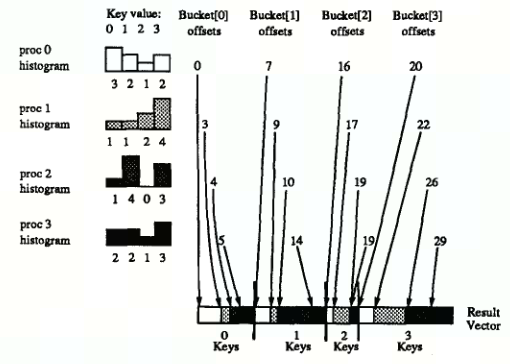 Key value: Bucket[0] Bucket[1] Bucket[2] Bucket[3]
0 1 2 3 offsets offsets offsets offsets
proc 0
histogram 0 7 16 20
3 2 1 2
proc 1
histogram 3 9 17 22
1 1 2 4
proc 2
histogram 4 10 19 26
1 4 0 3
proc 3
histogram 5 14 19 29
2 2 1 3
Result
Vector
0 1 2 3
Keys Keys Keys Keys